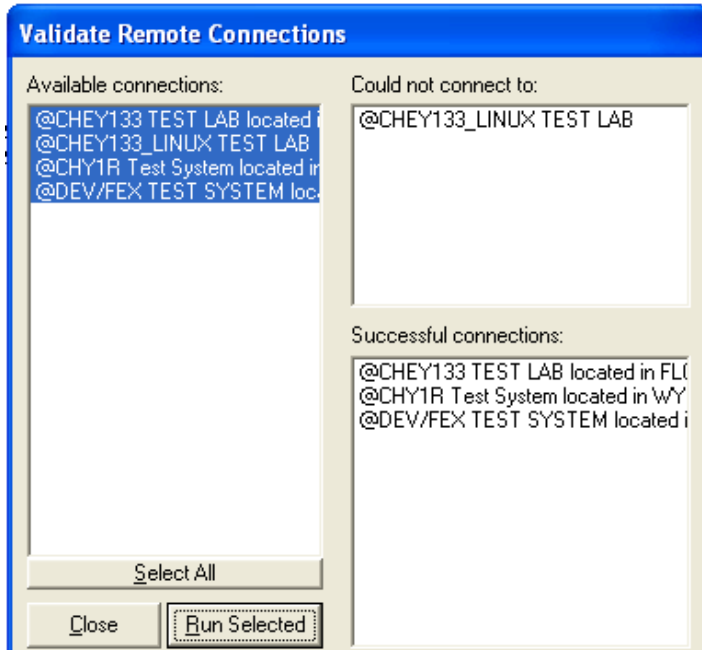 Validate Remote Connections
Available connections:
@CHEY133 TEST LAB located i
@CHEY133_LINUX TEST LAB
@CHY1R Test System located in
@DEV/FEX TEST SYSTEM loc
Select All
Close
Run Selected
Could not connect to:
@CHEY133_LINUX TEST LAB
Successful connections:
@CHEY133 TEST LAB located in FLO
@CHY1R Test System located in WY
@DEV/FEX TEST SYSTEM located i